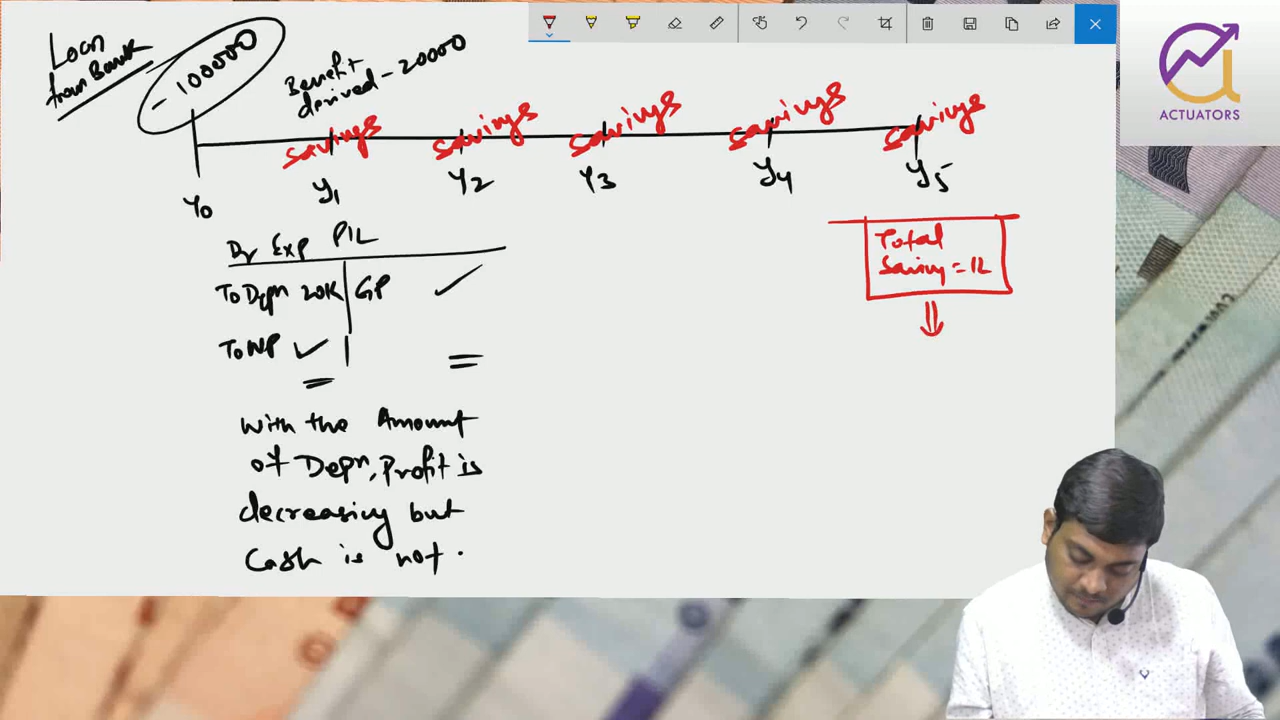 Loan
from Bank
-100000
Benefit
derived - 20000
savings savings savings savings savings
Y0 Y1 Y2 Y3 Y4 Y5
Dr Exp P/L
To Depn 20K GP
To NP
with the Amount
of Depn, Profit is
decreasing but
Cash is not.
Total
Saving = 1L
ACTUATORS